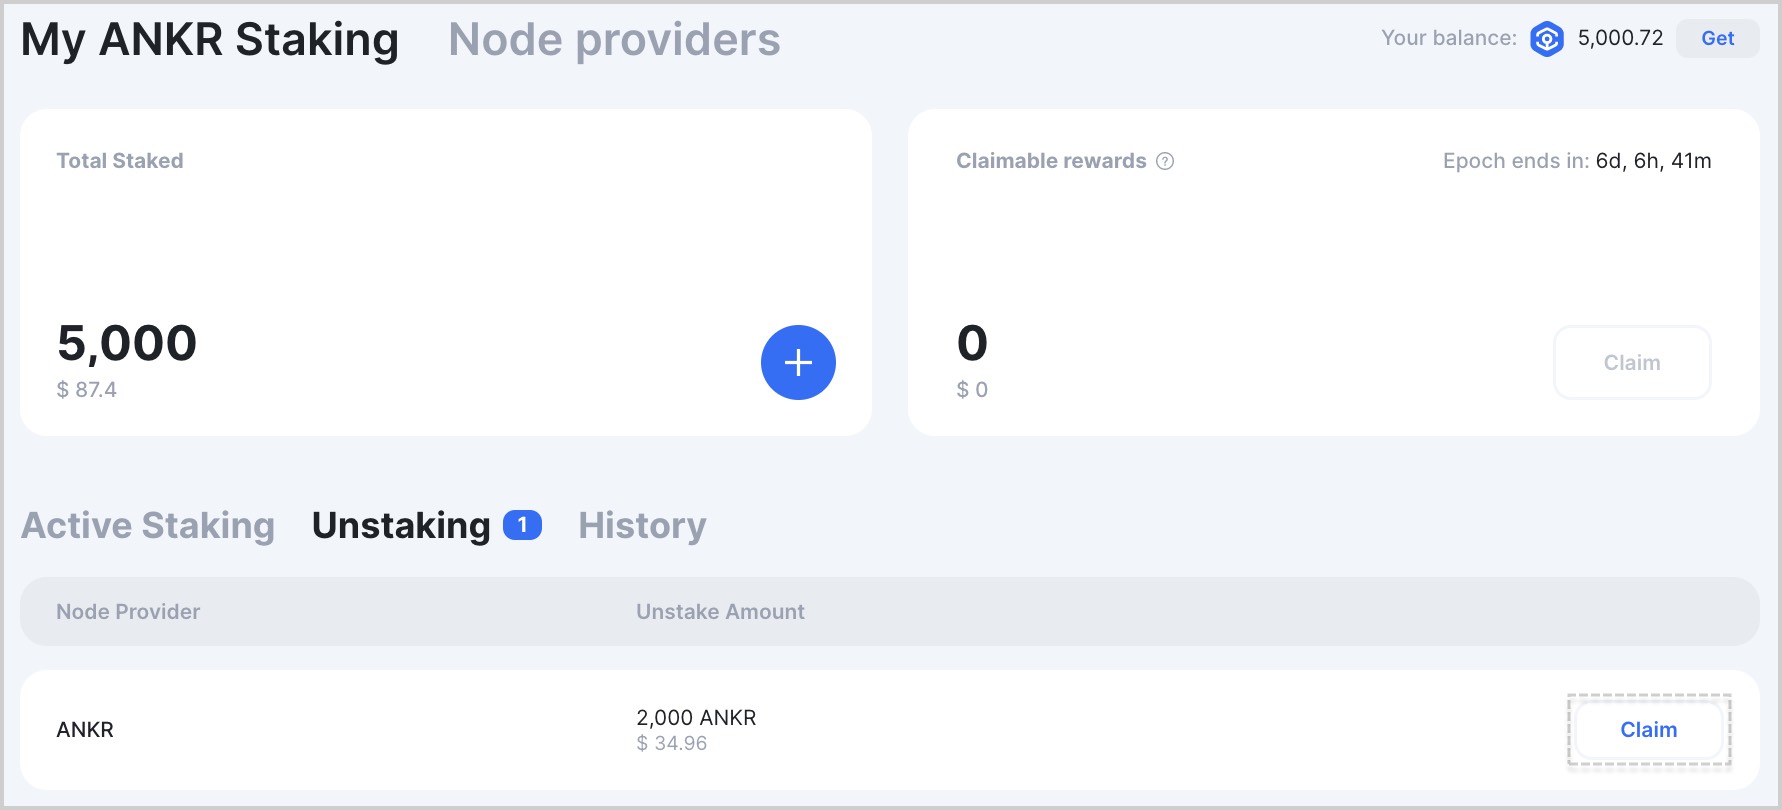 My ANKR Staking Node providers Your balance: 5,000.72 Get
Total Staked
5,000
$ 87.4
Claimable rewards ? Epoch ends in: 6d, 6h, 41m
0
$ 0
Claim
Active Staking Unstaking 1 History
Node Provider Unstake Amount
ANKR
2,000 ANKR
$ 34.96
Claim